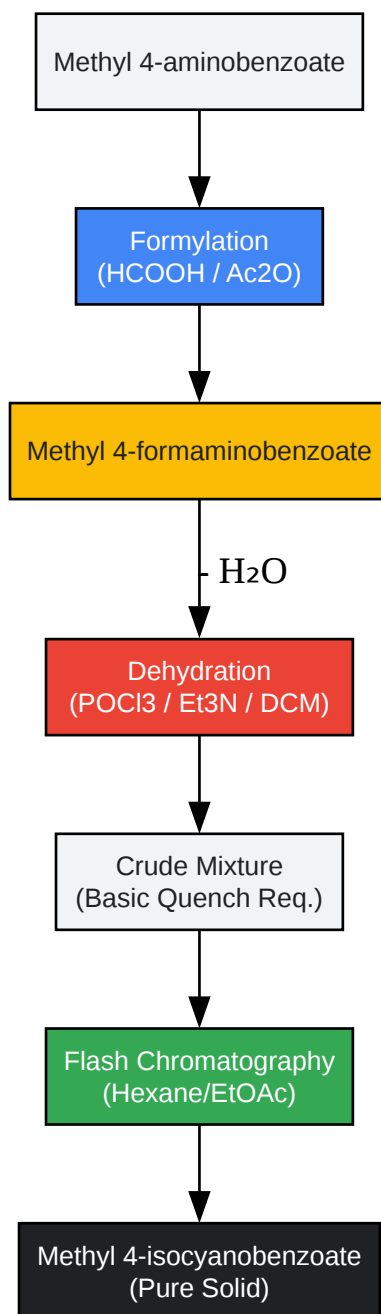 Methyl 4-aminobenzoate
Formylation
(HCOOH / Ac2O)
Methyl 4-formaminobenzoate
- H₂O
Dehydration
(POCl3 / Et3N / DCM)
Crude Mixture
(Basic Quench Req.)
Flash Chromatography
(Hexane/EtOAc)
Methyl 4-isocyanobenzoate
(Pure Solid)